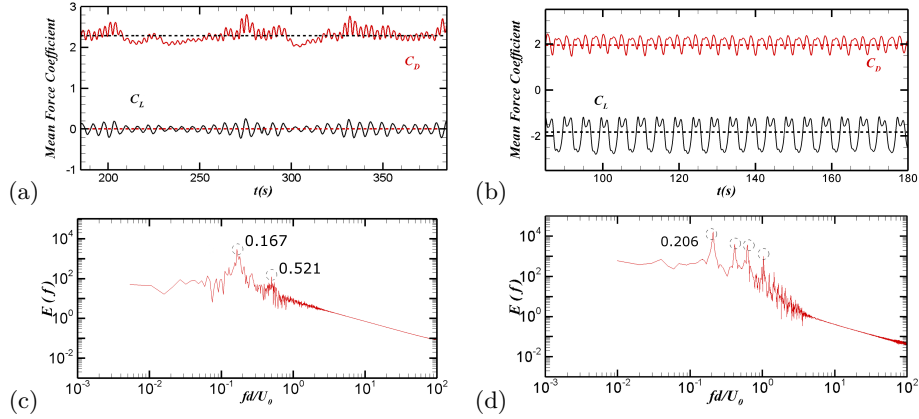 3
2
1
0
-1
Mean Force Coefficient
C_D
C_L
200
250
300
350
t(s)
(a)
2
0
-2
Mean Force Coefficient
C_D
C_L
100
120
140
160
180
t(s)
(b)
10^4
10^2
10^0
10^-2
E (f)
0.167
0.521
10^-3
10^-2
10^-1
10^0
10^1
10^2
fd/U_0
(c)
10^4
10^2
10^0
10^-2
E (f)
0.206
10^-3
10^-2
10^-1
10^0
10^1
10^2
fd/U_0
(d)